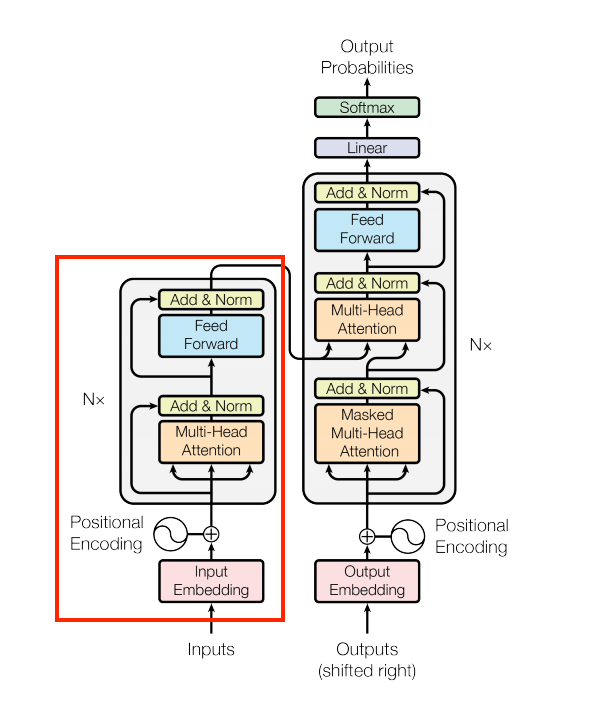 Output
Probabilities
Softmax
Linear
Add & Norm
Feed
Forward
Add & Norm
Multi-Head
Attention
Add & Norm
Masked
Multi-Head
Attention
N×
Add & Norm
Feed
Forward
Add & Norm
Multi-Head
Attention
N×
Positional
Encoding
Positional
Encoding
Input
Embedding
Output
Embedding
Inputs
Outputs
(shifted right)